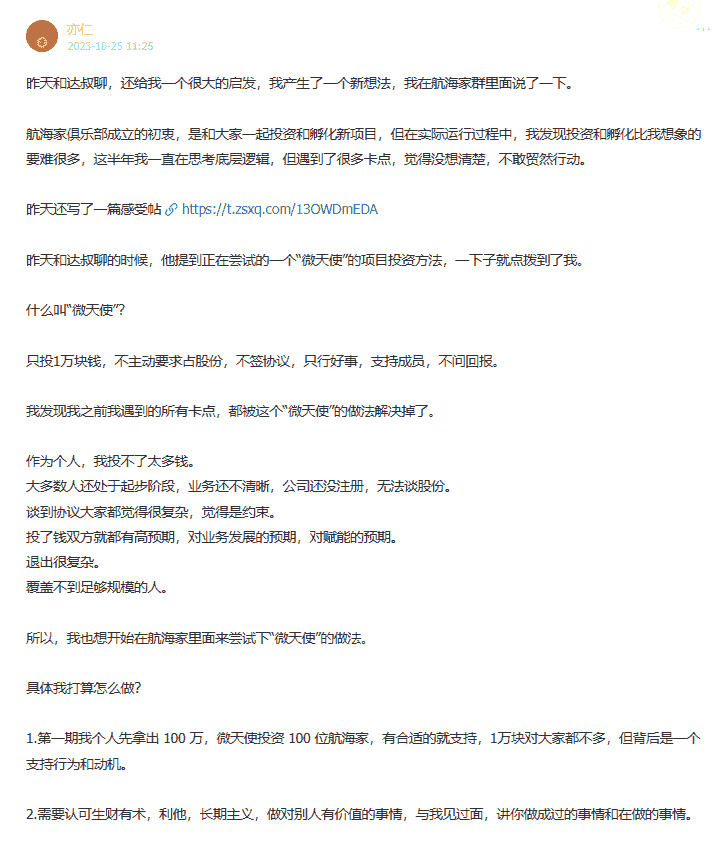 亦仁
2023-10-25 11:25
昨天和达叔聊，还给我一个很大的启发，我产生了一个新想法，我在航海家群里面说了一下。
航海家俱乐部成立的初衷，是和大家一起投资和孵化新项目，但在实际运行过程中，我发现投资和孵化比我想象的
要难很多，这半年我一直在思考底层逻辑，但遇到了很多卡点，觉得没想清楚，不敢贸然行动。
昨天还写了一篇感受帖 https://t.zsxq.com/13OWDmEDA
昨天和达叔聊的时候，他提到正在尝试的一个“微天使”的项目投资方法，一下子就点拨到了我。
什么叫“微天使”？
只投1万块钱，不主动要求占股份，不签协议，只行好事，支持成员，不问回报。
我发现我之前我遇到的所有卡点，都被这个“微天使”的做法解决掉了。
作为个人，我投不了太多钱。
大多数人还处于起步阶段，业务还不清晰，公司还没注册，无法谈股份。
谈到协议大家都觉得很复杂，觉得是约束。
投了钱双方就都有高预期，对业务发展的预期，对赋能的预期。
退出很复杂。
覆盖不到足够规模的人。
所以，我也想开始在航海家里面来尝试下“微天使”的做法。
具体我打算怎么做？
1.第一期我个人先拿出 100 万，微天使投资 100 位航海家，有合适的就支持，1万块对大家都不多，但背后是一个
支持行为和动机。
2.需要认可生财有术，利他，长期主义，做对别人有价值的事情，与我见过面，讲你做成过的事情和在做的事情。